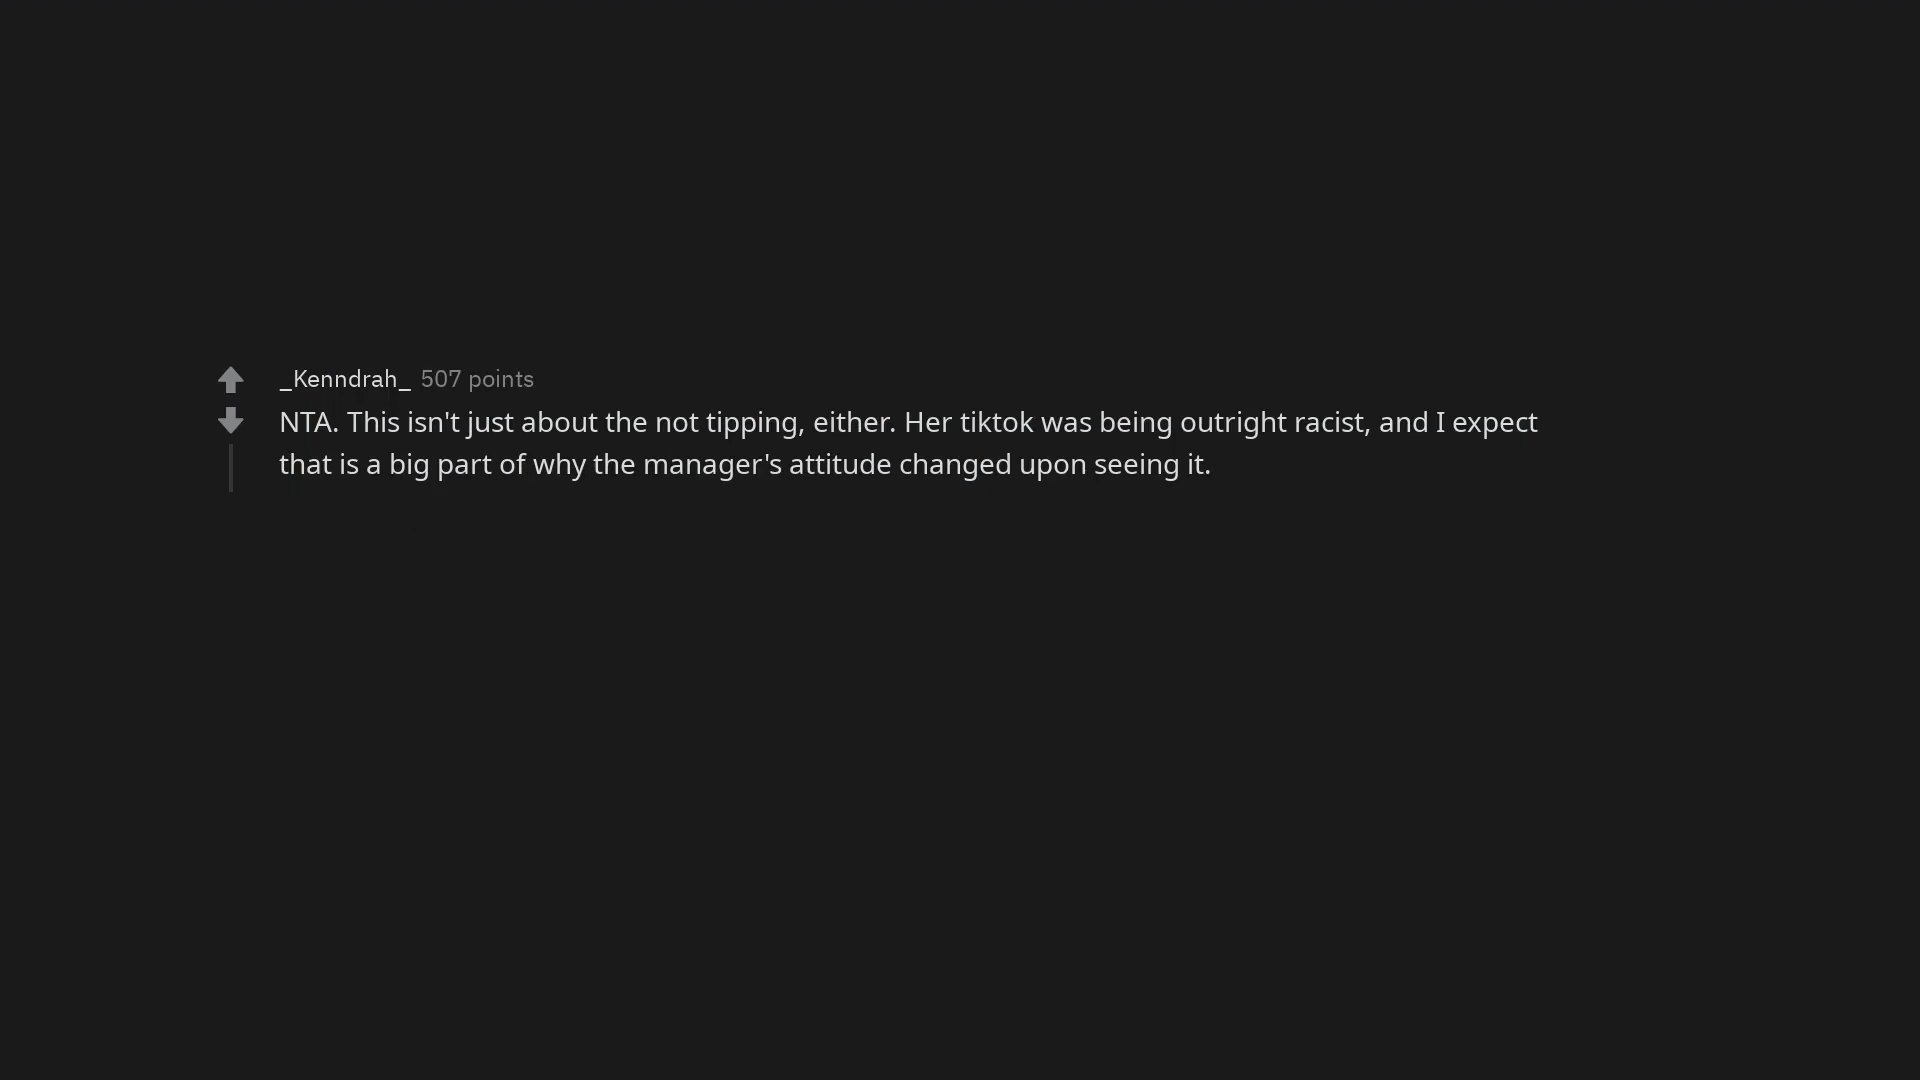 _Kenndrah_ 507 points
NTA. This isn't just about the not tipping, either. Her tiktok was being outright racist, and I expect
that is a big part of why the manager's attitude changed upon seeing it.